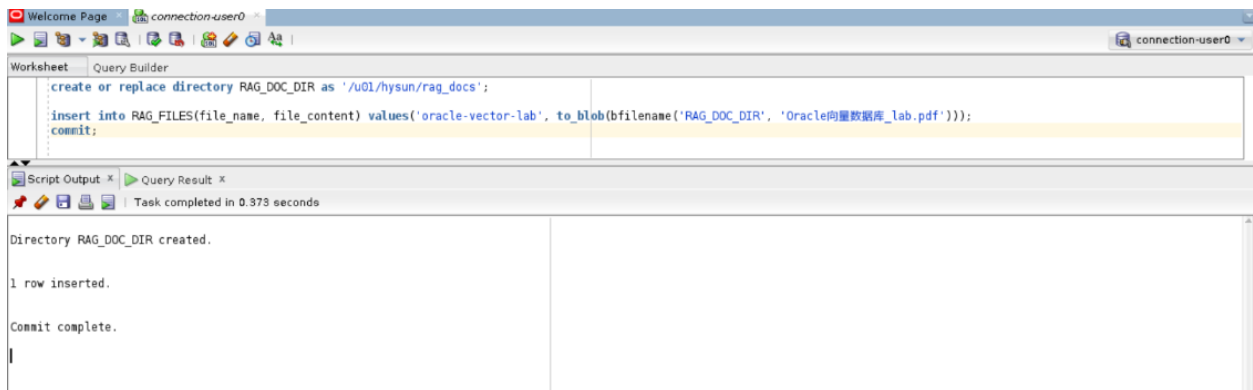 Welcome Page
connection-user0
connection-user0
Worksheet Query Builder
create or replace directory RAG_DOC_DIR as '/u01/hysun/rag_docs';
insert into RAG_FILES(file_name, file_content) values('oracle-vector-lab', to_blob(bfilename('RAG_DOC_DIR', 'Oracle向量数据库_lab.pdf')));
commit;
Script Output x Query Result x
Task completed in 0.373 seconds
Directory RAG_DOC_DIR created.
1 row inserted.
Commit complete.